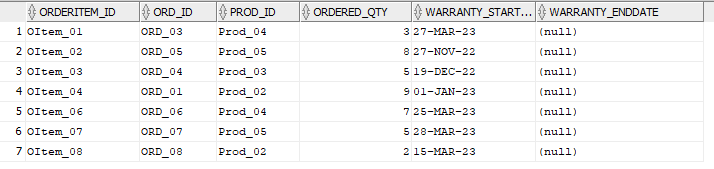 ORDERITEM_ID ORD_ID PROD_ID ORDERED_QTY WARRANTY_START... WARRANTY_ENDDATE
1 OItem_01 ORD_03 Prod_04 3 27-MAR-23 (null)
2 OItem_02 ORD_05 Prod_05 8 27-NOV-22 (null)
3 OItem_03 ORD_04 Prod_03 5 19-DEC-22 (null)
4 OItem_04 ORD_01 Prod_02 9 01-JAN-23 (null)
5 OItem_06 ORD_06 Prod_04 7 25-MAR-23 (null)
6 OItem_07 ORD_07 Prod_05 5 28-MAR-23 (null)
7 OItem_08 ORD_08 Prod_02 2 15-MAR-23 (null)